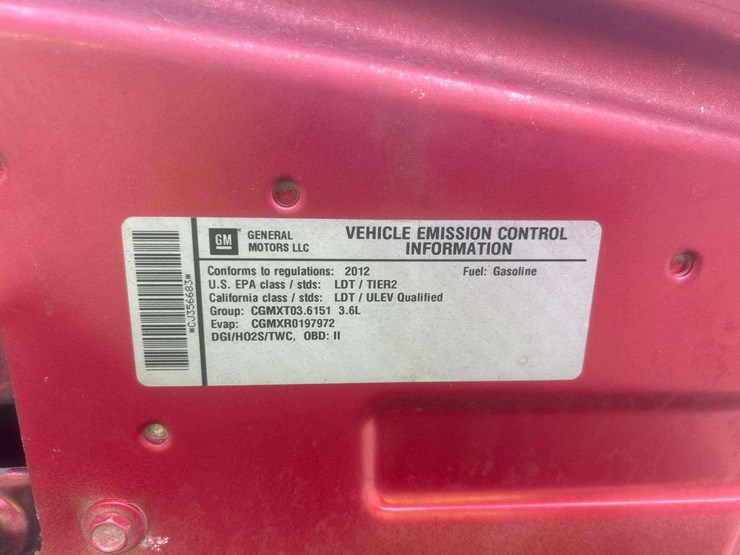 GM
GENERAL
MOTORS LLC
VEHICLE EMISSION CONTROL
INFORMATION
Conforms to regulations: 2012 Fuel: Gasoline
U.S. EPA class / stds: LDT / TIER2
California class / stds: LDT / ULEV Qualified
Group: CGMXT03.6151 3.6L
Evap: CGMXR0197972
DGI/HO2S/TWC, OBD: II
*CJ356683*